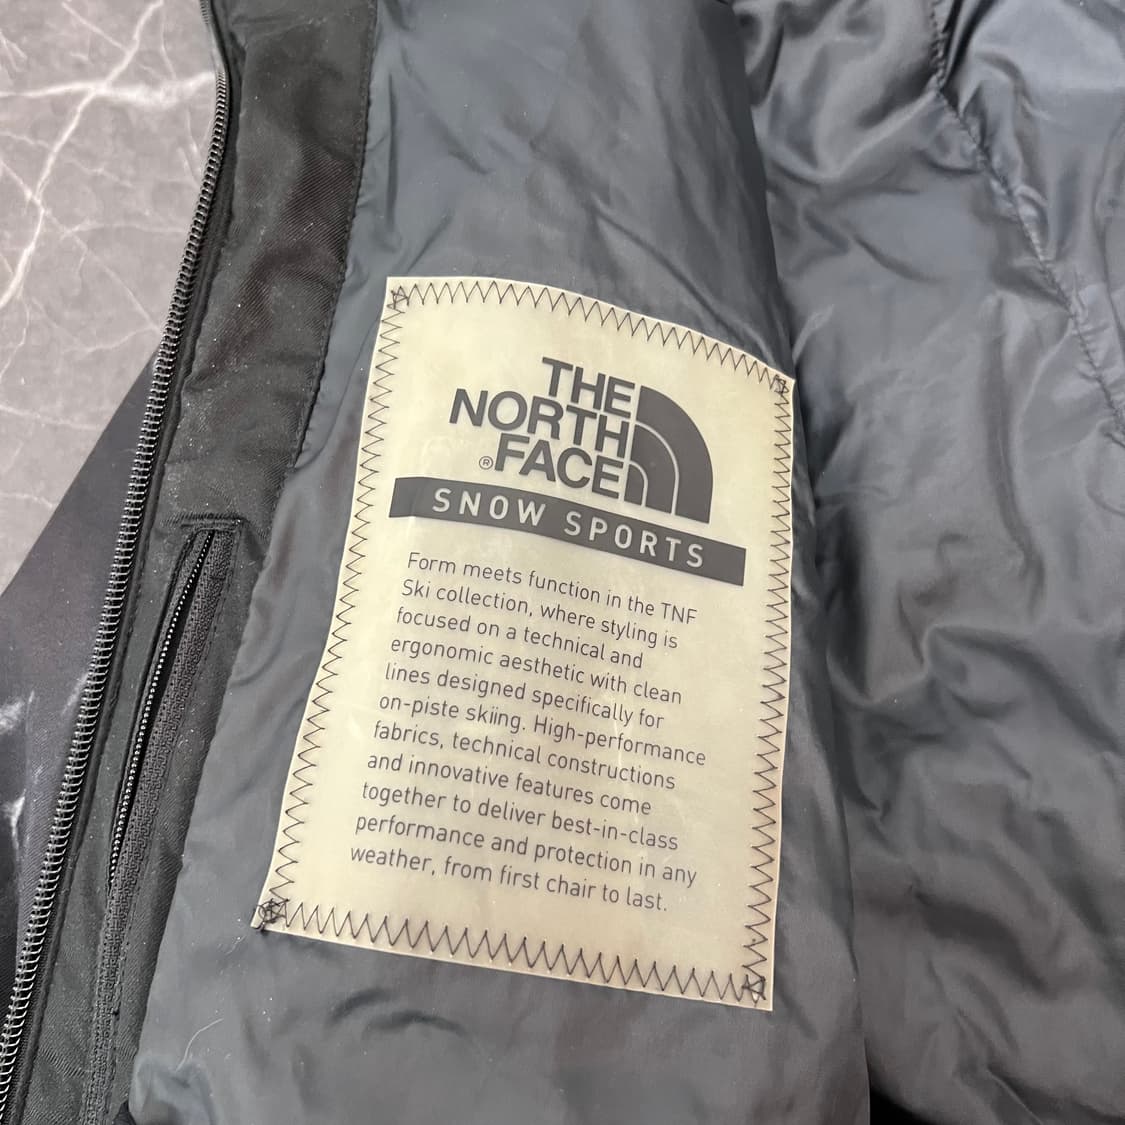 THE
NORTH
®FACE
SNOW SPORTS
Form meets function in the TNF
Ski collection, where styling is
focused on a technical and
ergonomic aesthetic with clean
lines designed specifically for
on-piste skiing. High-performance
fabrics, technical constructions
and innovative features come
together to deliver best-in-class
performance and protection in any
weather, from first chair to last.